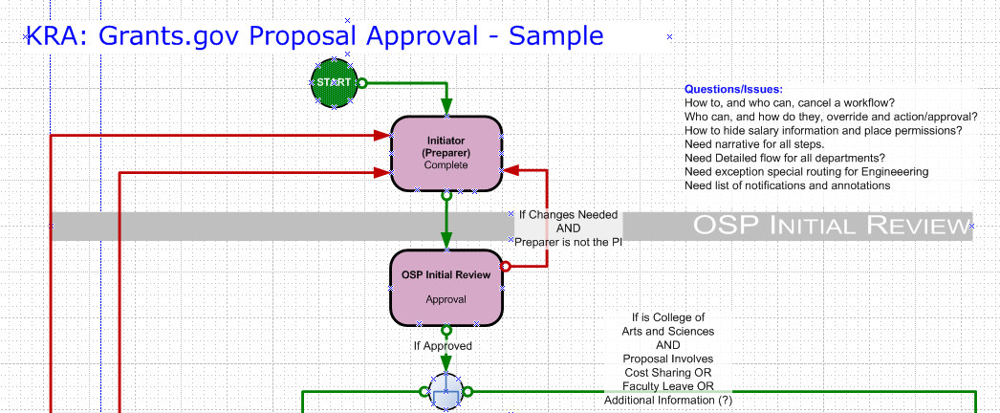 KRA: Grants.gov Proposal Approval - Sample
START
Questions/Issues:
How to, and who can, cancel a workflow?
Who can, and how do they, override and action/approval?
How to hide salary information and place permissions?
Need narrative for all steps.
Need Detailed flow for all departments?
Need exception special routing for Engineeering
Need list of notifications and annotations
Initiator
(Preparer)
Complete
If Changes Needed
AND
Preparer is not the PI
OSP INITIAL REVIEW
OSP Initial Review
Approval
If Approved
If is College of
Arts and Sciences
AND
Proposal Involves
Cost Sharing OR
Faculty Leave OR
Additional Information (?)